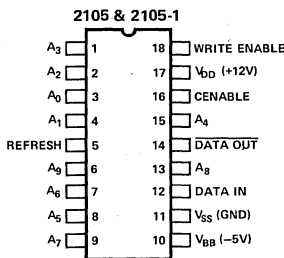 2105 & 2105-1
A3 1 18 WRITE ENABLE
A2 2 17 VDD (+12V)
A0 3 16 CENABLE
A1 4 15 A4
REFRESH 5 14 DATA OUT
A9 6 13 A8
A6 7 12 DATA IN
A5 8 11 VSS (GND)
A7 9 10 VBB (−5V)